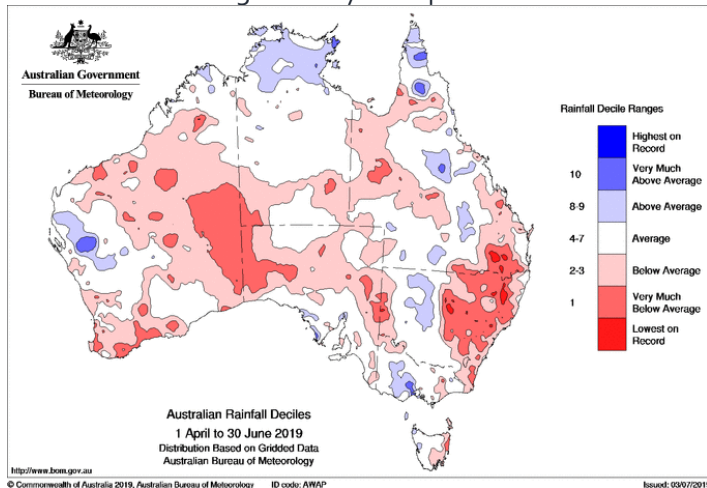 Australian Government
Bureau of Meteorology
Rainfall Decile Ranges
Highest on
Record
10
Very Much
Above Average
8-9
Above Average
4-7
Average
2-3
Below Average
1
Very Much
Below Average
Lowest on
Record
Australian Rainfall Deciles
1 April to 30 June 2019
Distribution Based on Gridded Data
Australian Bureau of Meteorology
http://www.bom.gov.au
© Commonwealth of Australia 2019, Australian Bureau of Meteorology ID code: AWAP Issued: 03/07/2019